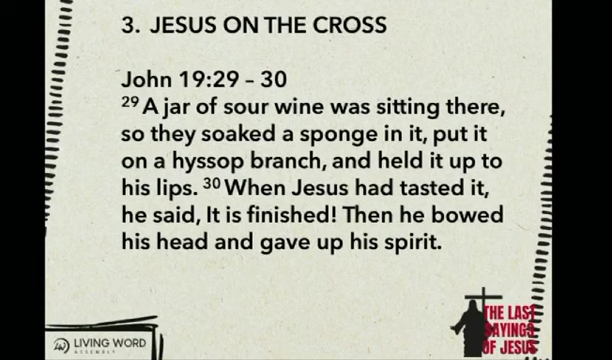 3. JESUS ON THE CROSS
John 19:29 – 30
29 A jar of sour wine was sitting there,
so they soaked a sponge in it, put it
on a hyssop branch, and held it up to
his lips. 30 When Jesus had tasted it,
he said, It is finished! Then he bowed
his head and gave up his spirit.
LIVING WORD
ASSEMBLY
THE LAST
SAYINGS
OF JESUS